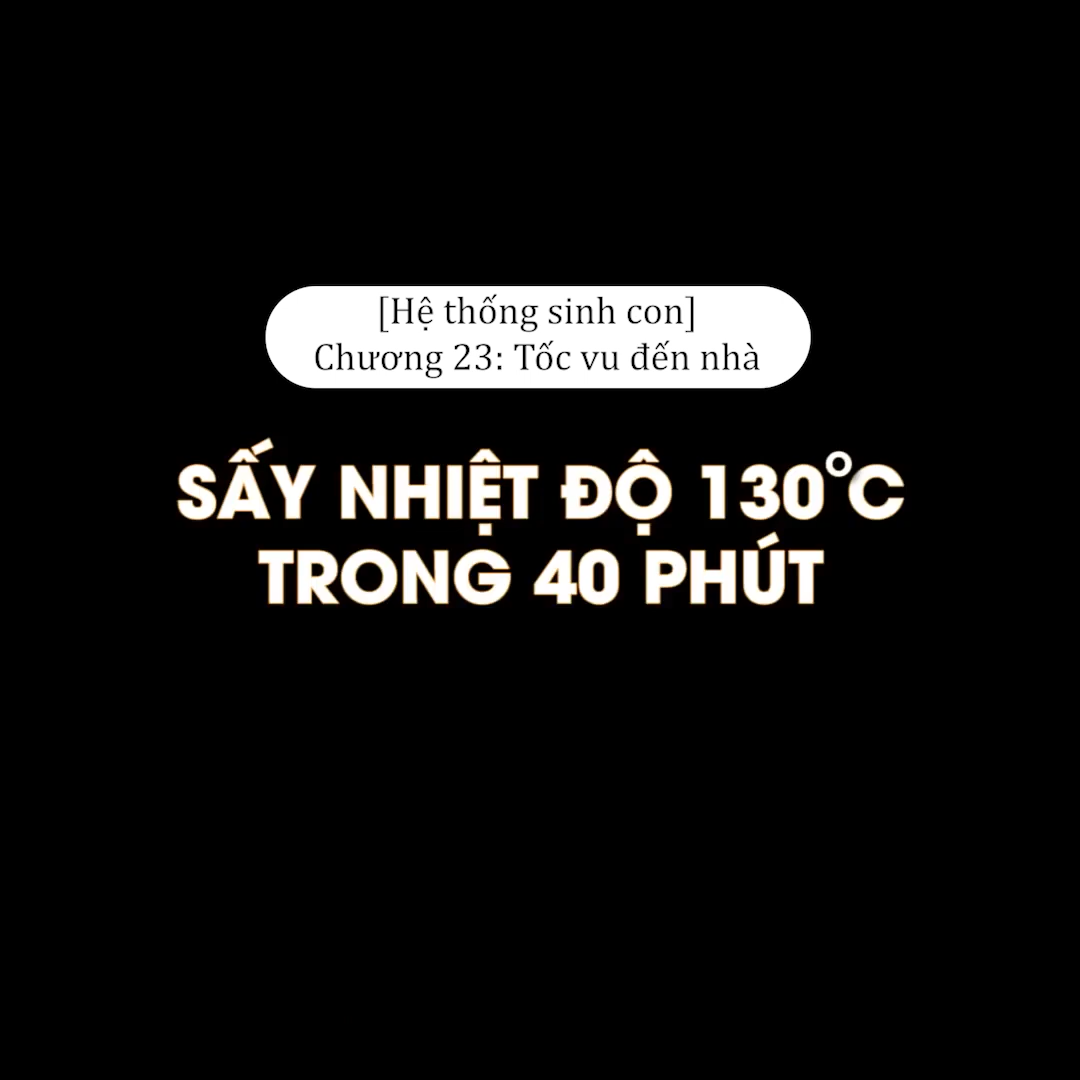 [Hệ thống sinh con]
Chương 23: Tốc vu đến nhà
SẤY NHIỆT ĐỘ 130°C
TRONG 40 PHÚT